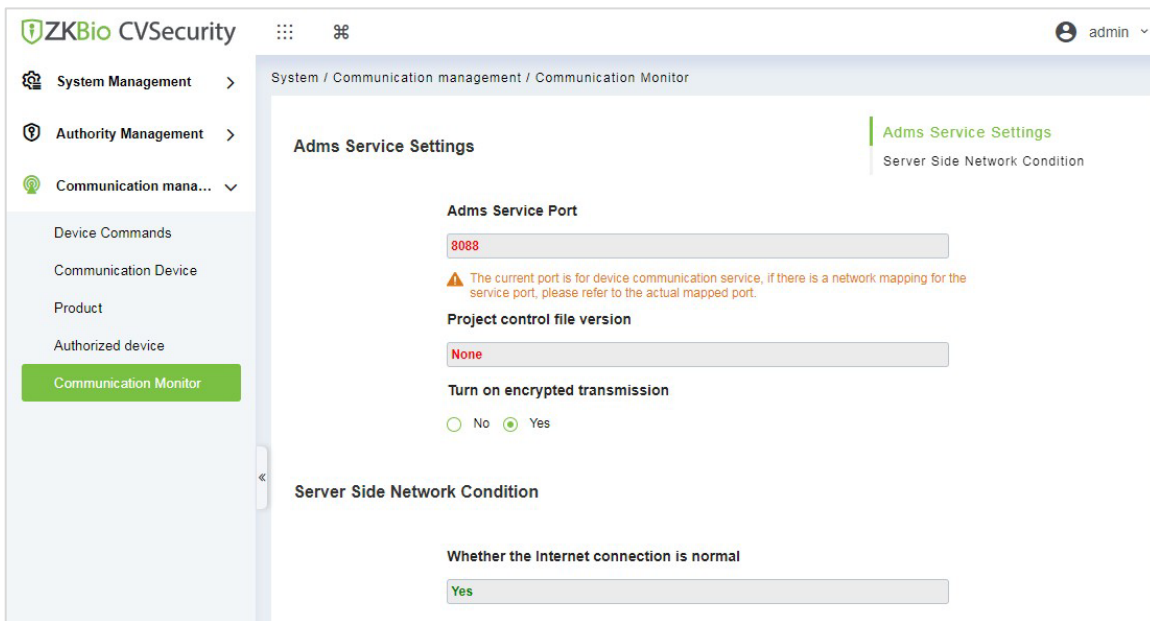 ZKBio CVSecurity
admin
System Management
Authority Management
Communication mana...
Device Commands
Communication Device
Product
Authorized device
Communication Monitor
System / Communication management / Communication Monitor
Adms Service Settings
Adms Service Settings
Server Side Network Condition
Adms Service Port
8088
The current port is for device communication service, if there is a network mapping for the
service port, please refer to the actual mapped port.
Project control file version
None
Turn on encrypted transmission
No Yes
Server Side Network Condition
Whether the Internet connection is normal
Yes